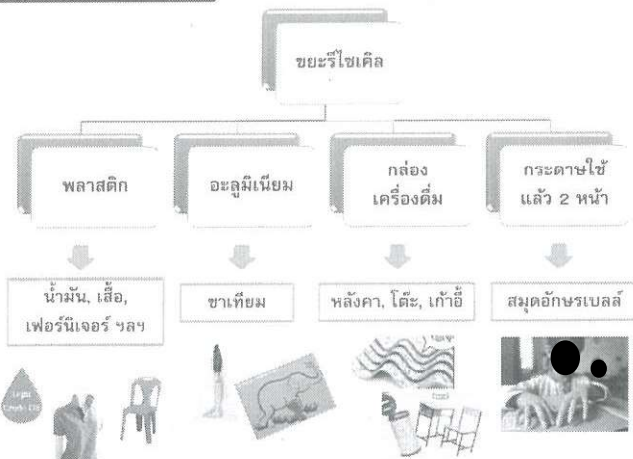 ขยะรีไซเคิล
พลาสติก
อะลูมิเนียม
กล่อง
เครื่องดื่ม
กระดาษใช้
แล้ว 2 หน้า
น้ำมัน, เสื้อ,
เฟอร์นิเจอร์ ฯลฯ
ขาเทียม
หลังคา, โต๊ะ, เก้าอี้
สมุดอักษรเบลล์